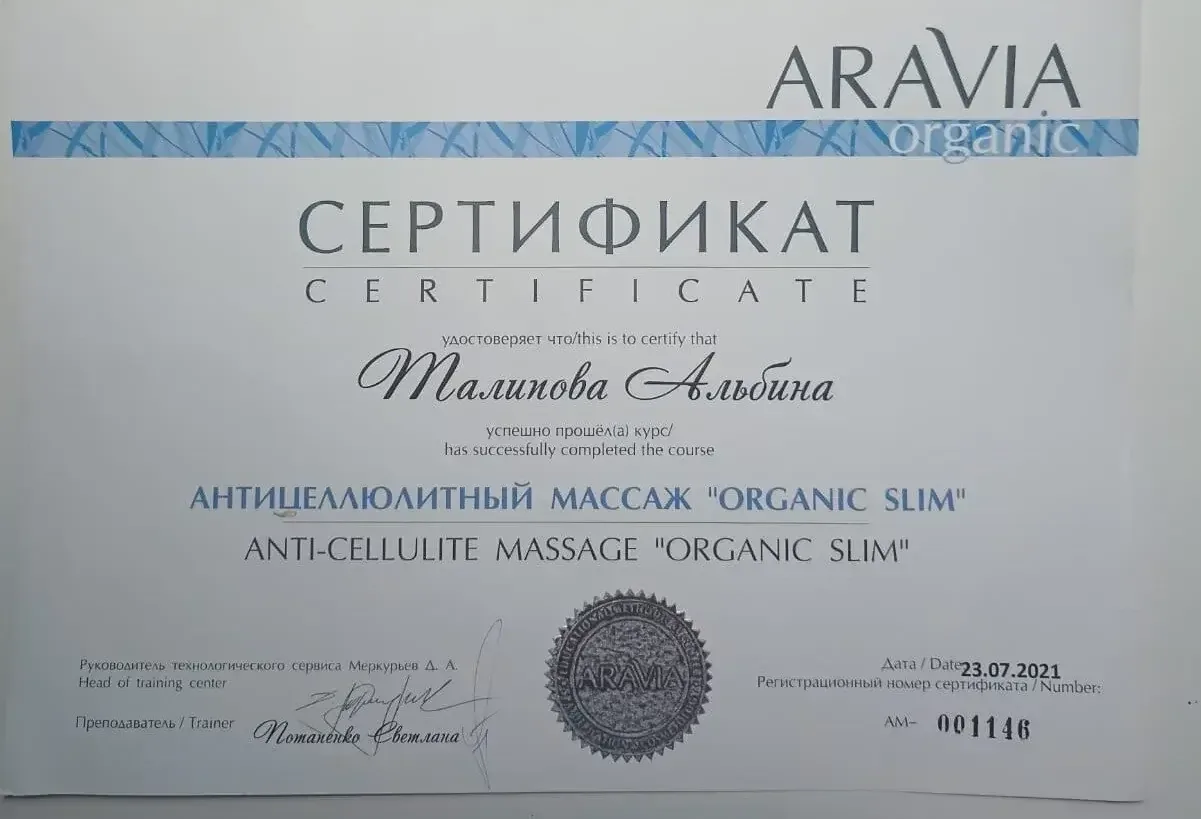 ARAVIA
organic
СЕРТИФИКАТ
CERTIFICATE
удостоверяет что/this is to certify that
Талипова Альбина
успешно прошёл(а) курс/
has successfully completed the course
АНТИЦЕЛЛЮЛИТНЫЙ МАССАЖ "ORGANIC SLIM"
ANTI-CELLULITE MASSAGE "ORGANIC SLIM"
Руководитель технологического сервиса Меркурьев Д. А.
Head of training center
Преподаватель / Trainer
Потапенко Светлана
ARAVIA
Дата / Date 23.07.2021
Регистрационный номер сертификата / Number:
АМ– 001146